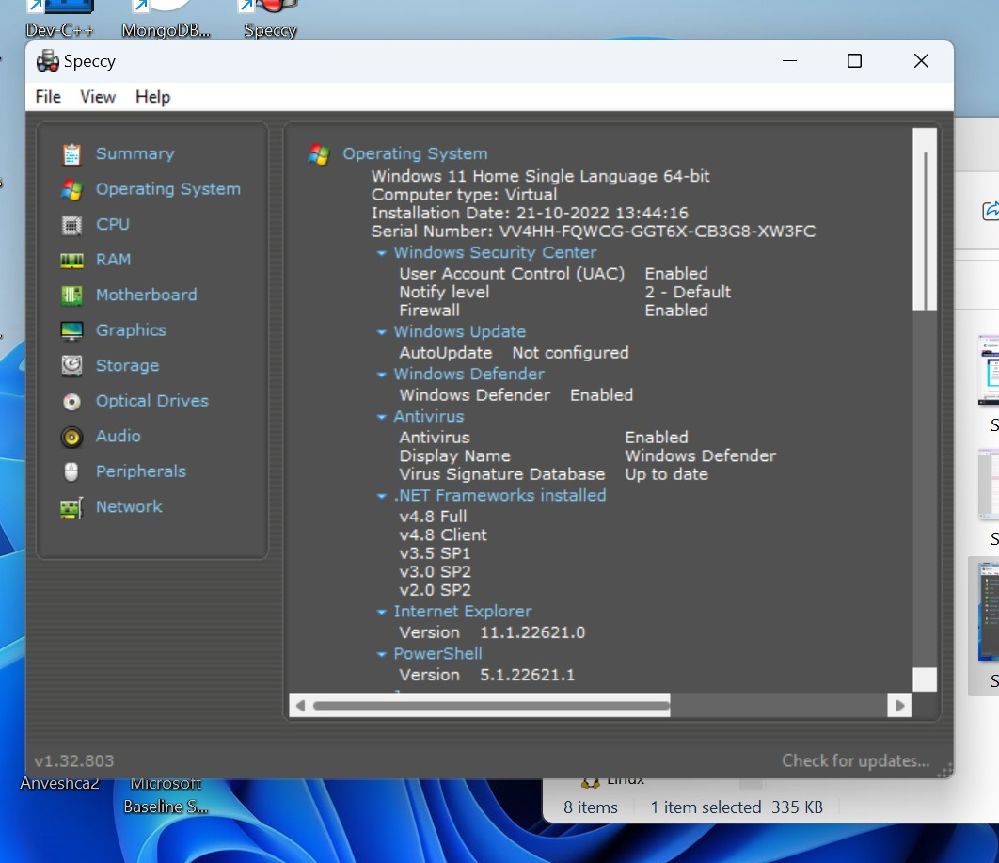 Dev-C++ MongoDB... Speccy
Speccy
File View Help
Summary
Operating System
CPU
RAM
Motherboard
Graphics
Storage
Optical Drives
Audio
Peripherals
Network
Operating System
Windows 11 Home Single Language 64-bit
Computer type: Virtual
Installation Date: 21-10-2022 13:44:16
Serial Number: VV4HH-FQWCG-GGT6X-CB3G8-XW3FC
Windows Security Center
User Account Control (UAC) Enabled
Notify level 2 - Default
Firewall Enabled
Windows Update
AutoUpdate Not configured
Windows Defender
Windows Defender Enabled
Antivirus
Antivirus Enabled
Display Name Windows Defender
Virus Signature Database Up to date
.NET Frameworks installed
v4.8 Full
v4.8 Client
v3.5 SP1
v3.0 SP2
v2.0 SP2
Internet Explorer
Version 11.1.22621.0
PowerShell
Version 5.1.22621.1
v1.32.803 Check for updates...
Anveshca2 Microsoft
Baseline S...
Linux
8 items 1 item selected 335 KB